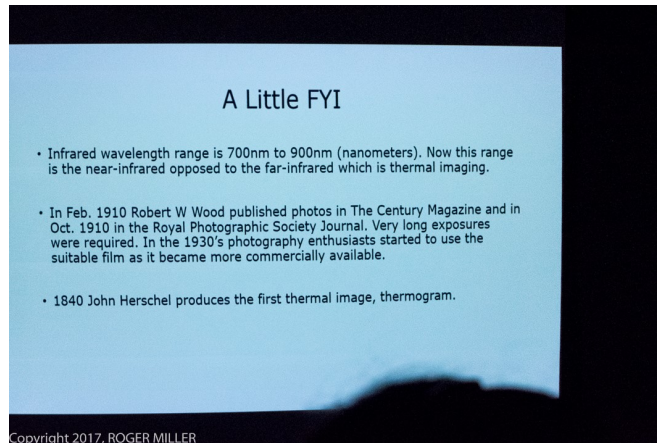 A Little FYI
• Infrared wavelength range is 700nm to 900nm (nanometers). Now this range
is the near-infrared opposed to the far-infrared which is thermal imaging.
• In Feb. 1910 Robert W Wood published photos in The Century Magazine and in
Oct. 1910 in the Royal Photographic Society Journal. Very long exposures
were required. In the 1930's photography enthusiasts started to use the
suitable film as it became more commercially available.
• 1840 John Herschel produces the first thermal image, thermogram.
Copyright 2017, ROGER MILLER